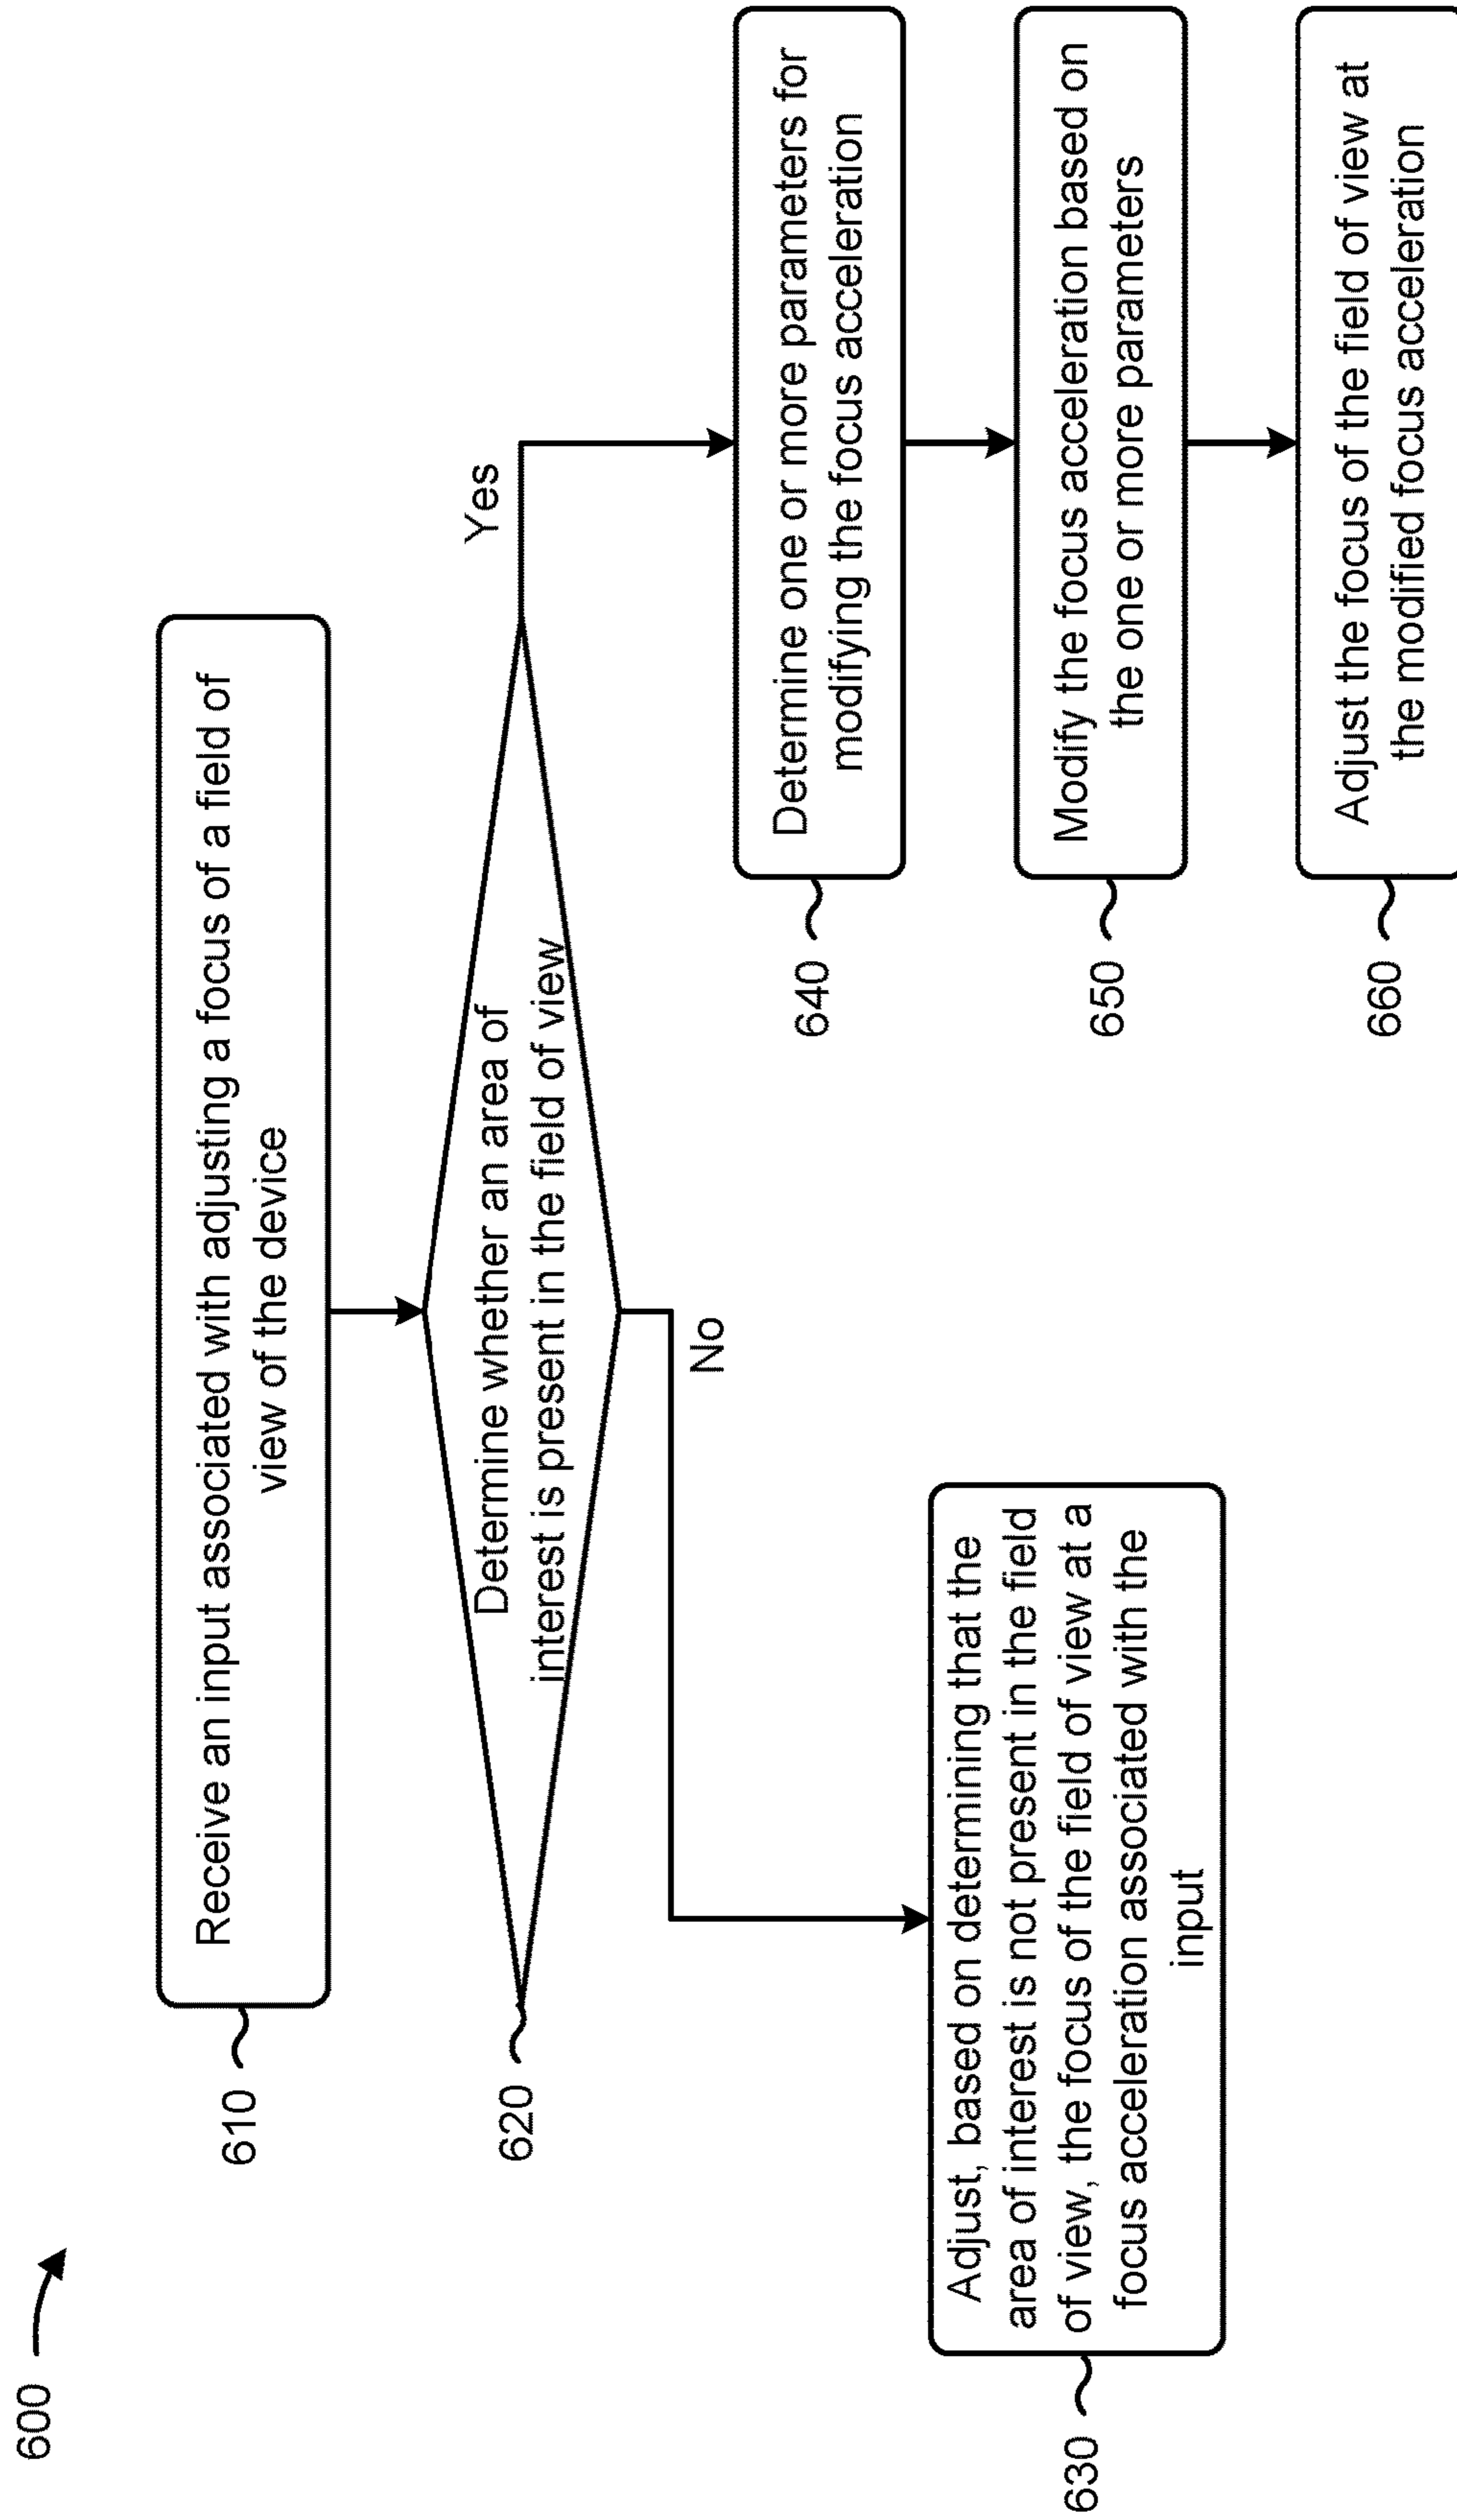 600
610
Receive an input associated with adjusting a focus of a field of
view of the device
620
Determine whether an area of
interest is present in the field of view
Yes
No
630
Adjust, based on determining that the
area of interest is not present in the field
of view, the focus of the field of view at a
focus acceleration associated with the
input
640
Determine one or more parameters for
modifying the focus acceleration
650
Modify the focus acceleration based on
the one or more parameters
660
Adjust the focus of the field of view at
the modified focus acceleration